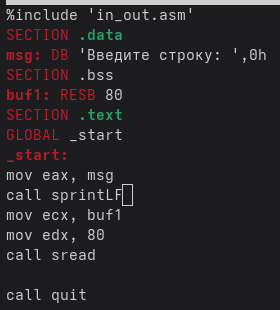 %include 'in_out.asm'
SECTION .data
msg: DB 'Введите строку: ',0h
SECTION .bss
buf1: RESB 80
SECTION .text
GLOBAL _start
_start:
mov eax, msg
call sprintLF
mov ecx, buf1
mov edx, 80
call sread
call quit